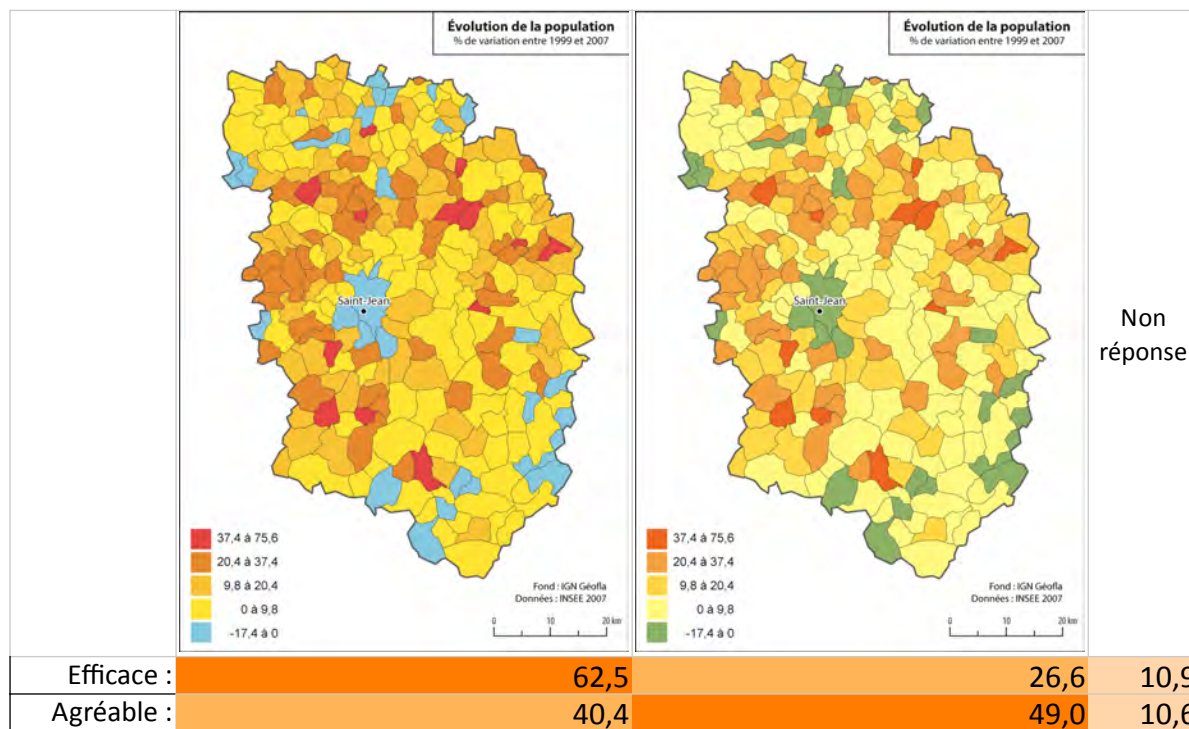 Évolution de la population
% de variation entre 1999 et 2007
Saint-Jean
37,4 à 75,6
20,4 à 37,4
9,8 à 20,4
0 à 9,8
-17,4 à 0
Fond : IGN Géofla
Données : INSEE 2007
0 10 20 km
Évolution de la population
% de variation entre 1999 et 2007
Saint-Jean
37,4 à 75,6
20,4 à 37,4
9,8 à 20,4
0 à 9,8
-17,4 à 0
Fond : IGN Géofla
Données : INSEE 2007
0 10 20 km
Non
réponse
Efficace : 62,5 26,6 10,9
Agréable : 40,4 49,0 10,6